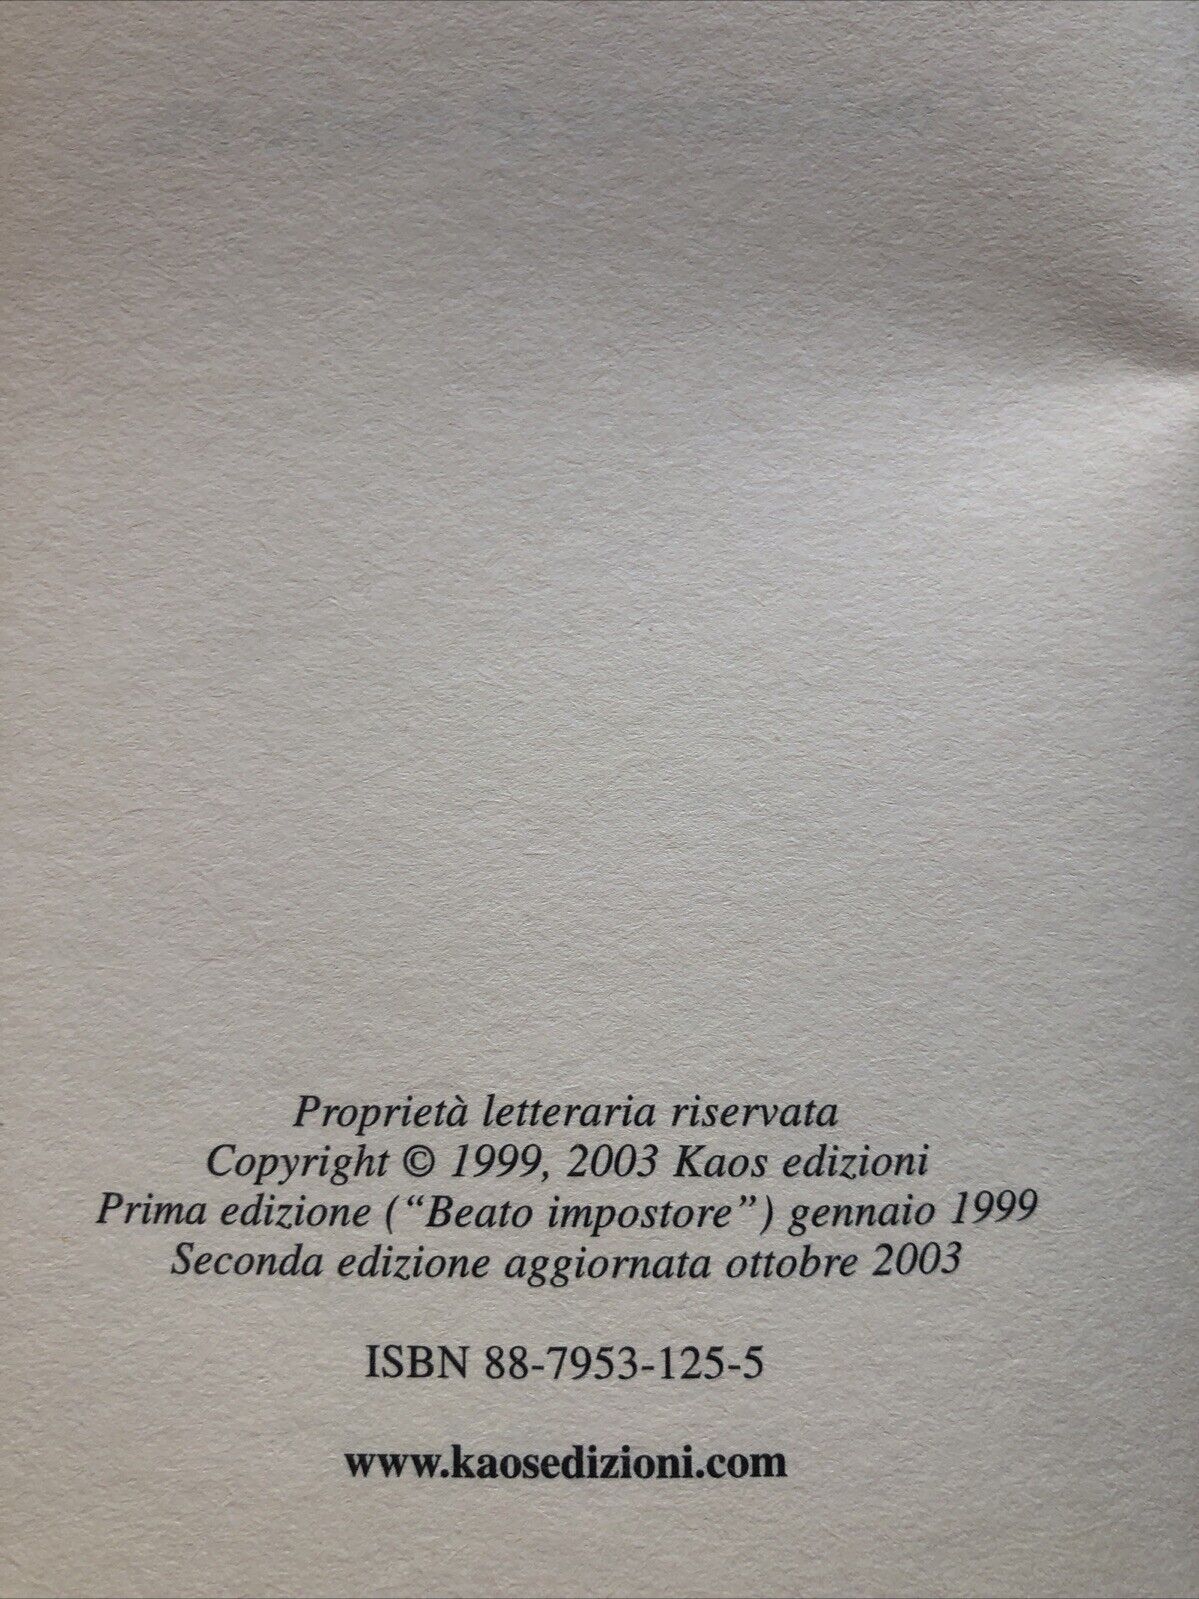 Proprietà letteraria riservata
Copyright © 1999, 2003 Kaos edizioni
Prima edizione (“Beato impostore”) gennaio 1999
Seconda edizione aggiornata ottobre 2003
ISBN 88-7953-125-5
www.kaosedizioni.com